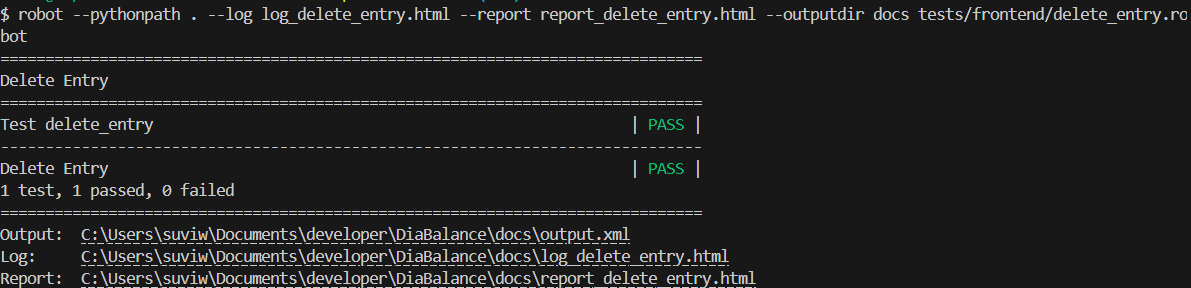 $ robot --pythonpath . --log log_delete_entry.html --report report_delete_entry.html --outputdir docs tests/frontend/delete_entry.ro
bot
==============================================================================
Delete Entry
==============================================================================
Test delete_entry                                                     | PASS |
------------------------------------------------------------------------------
Delete Entry                                                          | PASS |
1 test, 1 passed, 0 failed
==============================================================================
Output:  C:\Users\suviw\Documents\developer\DiaBalance\docs\output.xml
Log:     C:\Users\suviw\Documents\developer\DiaBalance\docs\log_delete_entry.html
Report:  C:\Users\suviw\Documents\developer\DiaBalance\docs\report_delete_entry.html